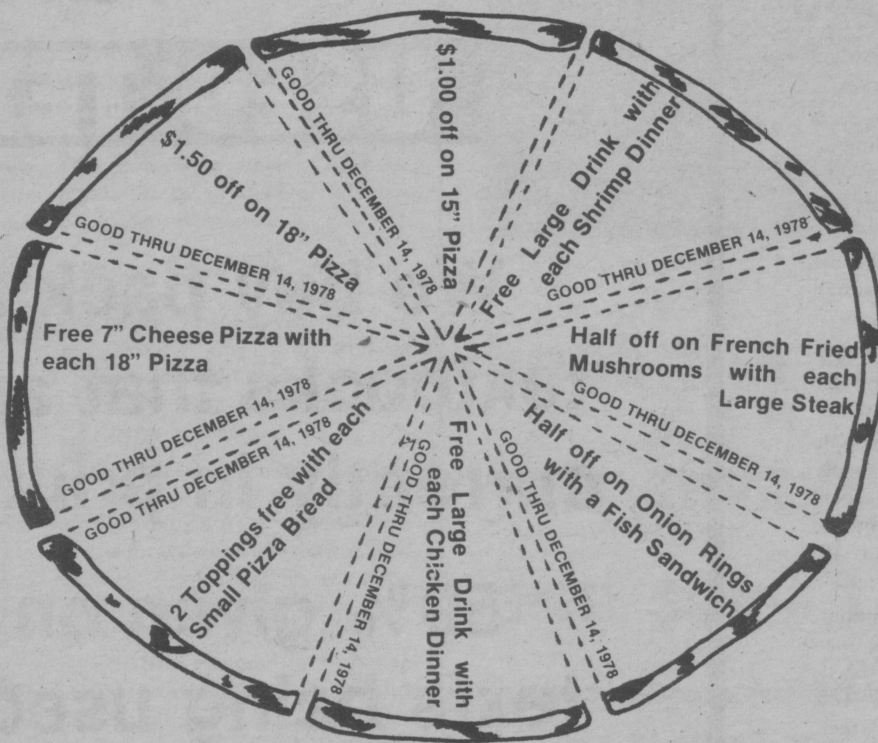 $1.00 off on 15” Pizza
GOOD THRU DECEMBER 14, 1978
Free Large Drink with
each Shrimp Dinner
GOOD THRU DECEMBER 14, 1978
Half off on French Fried
Mushrooms with each
Large Steak
GOOD THRU DECEMBER 14, 1978
Half off on Onion Rings
with a Fish Sandwich
GOOD THRU DECEMBER 14, 1978
Free Large Drink with
each Chicken Dinner
GOOD THRU DECEMBER 14, 1978
2 Toppings free with each
Small Pizza Bread
GOOD THRU DECEMBER 14, 1978
Free 7” Cheese Pizza with
each 18” Pizza
GOOD THRU DECEMBER 14, 1978
$1.50 off on 18” Pizza
GOOD THRU DECEMBER 14, 1978